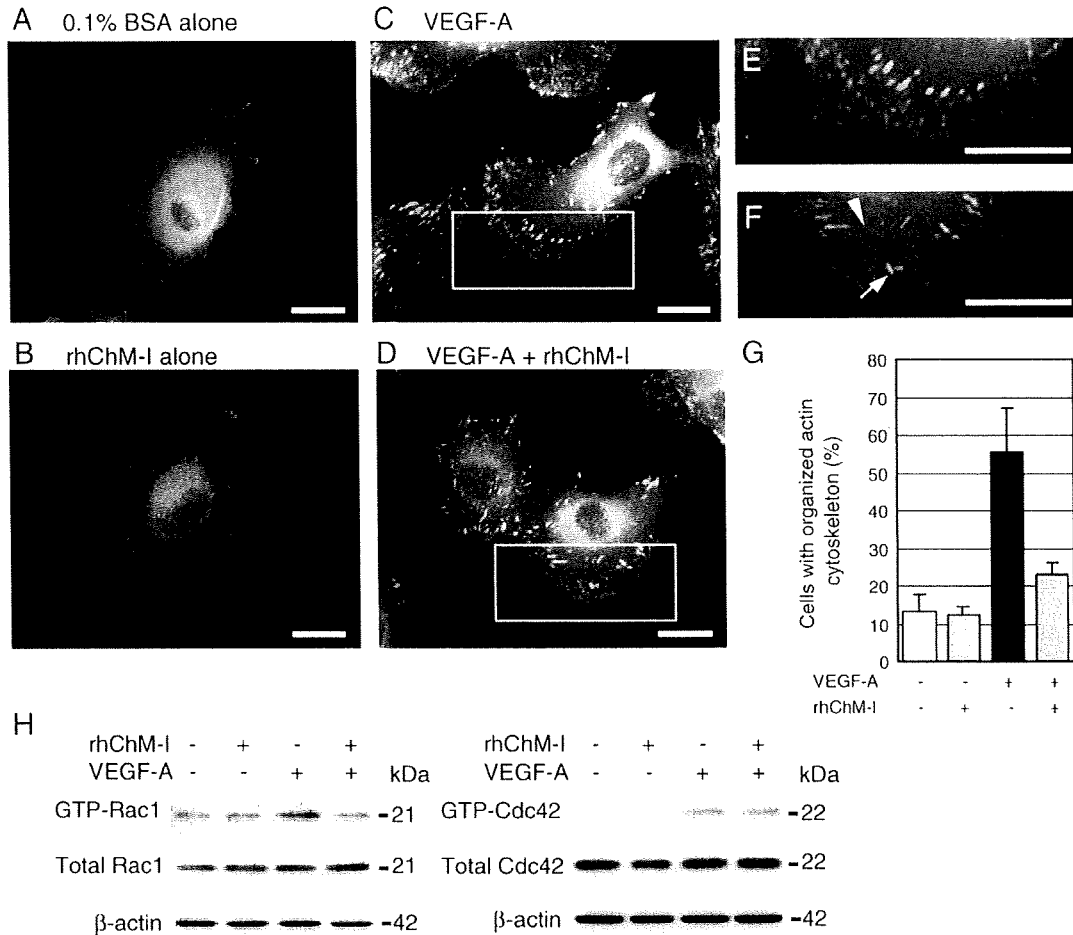 A 0.1% BSA alone
C VEGF-A
E
F
B rhChM-I alone
D VEGF-A + rhChM-I
G
Cells with organized actin
cytoskeleton (%)
80
70
60
50
40
30
20
10
0
VEGF-A - - + +
rhChM-I - + - +
H
rhChM-I - + - +
VEGF-A - - + + kDa
GTP-Rac1 -21
Total Rac1 -21
β-actin -42
rhChM-I - + - +
VEGF-A - - + + kDa
GTP-Cdc42 -22
Total Cdc42 -22
β-actin -42